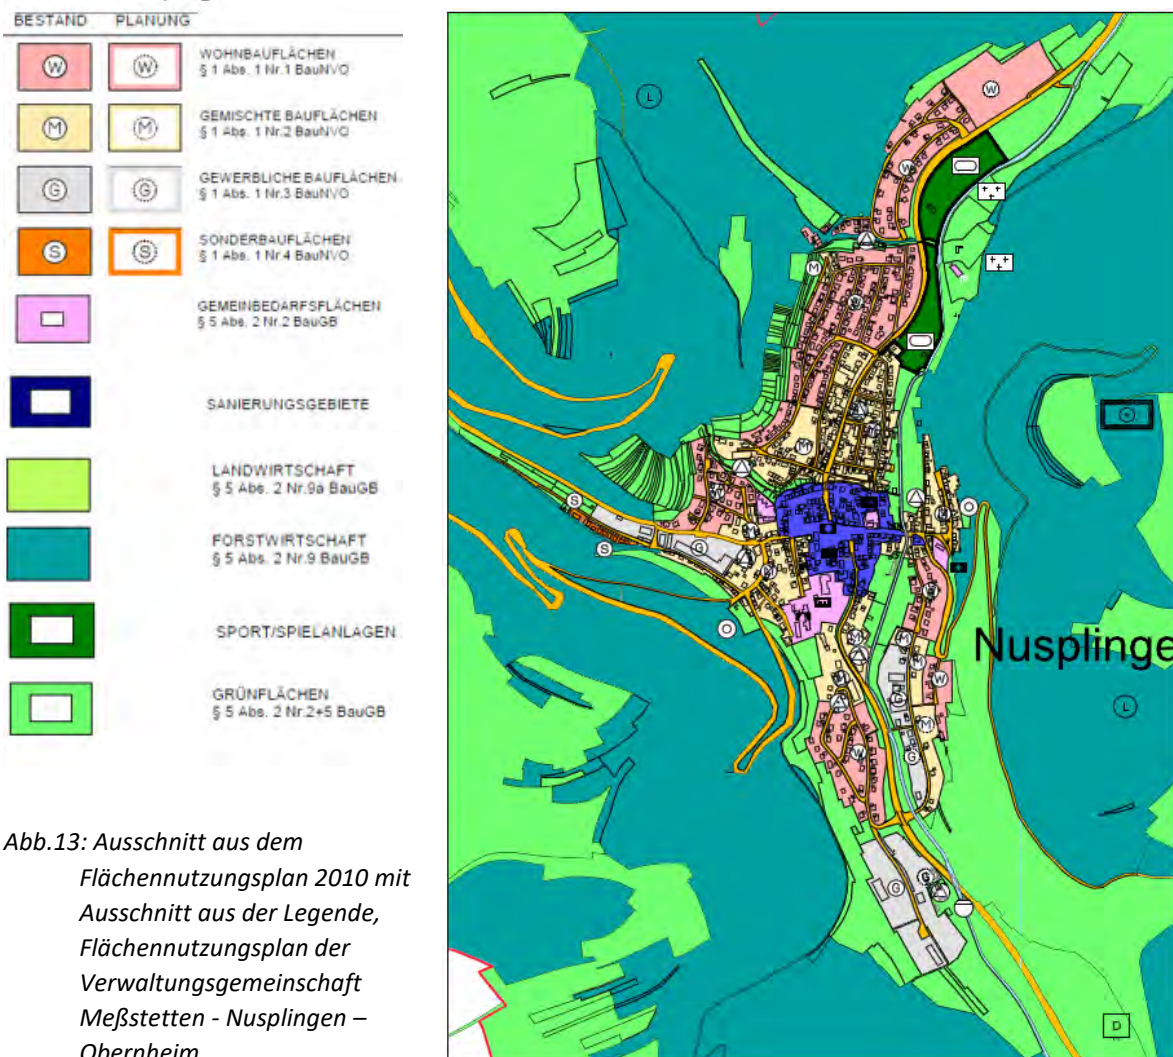 BESTAND PLANUNG
W W WOHNBAUFLÄCHEN
§ 1 Abs. 1 Nr.1 BauNVO
M M GEMISCHTE BAUFLÄCHEN
§ 1 Abs. 1 Nr.2 BauNVO
G G GEWERBLICHE BAUFLÄCHEN
§ 1 Abs. 1 Nr.3 BauNVO
S S SONDERBAUFLÄCHEN
§ 1 Abs. 1 Nr.4 BauNVO
GEMEINBEDARFSFLÄCHEN
§ 5 Abs. 2 Nr.2 BauGB
SANIERUNGSGEBIETE
LANDWIRTSCHAFT
§ 5 Abs. 2 Nr.9a BauGB
FORSTWIRTSCHAFT
§ 5 Abs. 2 Nr.9 BauGB
SPORT/SPIELANLAGEN
GRÜNFLÄCHEN
§ 5 Abs. 2 Nr.2+5 BauGB
Abb.13: Ausschnitt aus dem
Flächennutzungsplan 2010 mit
Ausschnitt aus der Legende,
Flächennutzungsplan der
Verwaltungsgemeinschaft
Meßstetten - Nusplingen –
Obernheim
L
W
W
M
W
M
W
S
S
G
W
O
O
Nusplinge
M
M
M
W
G
M
L
W
G
G
G
D